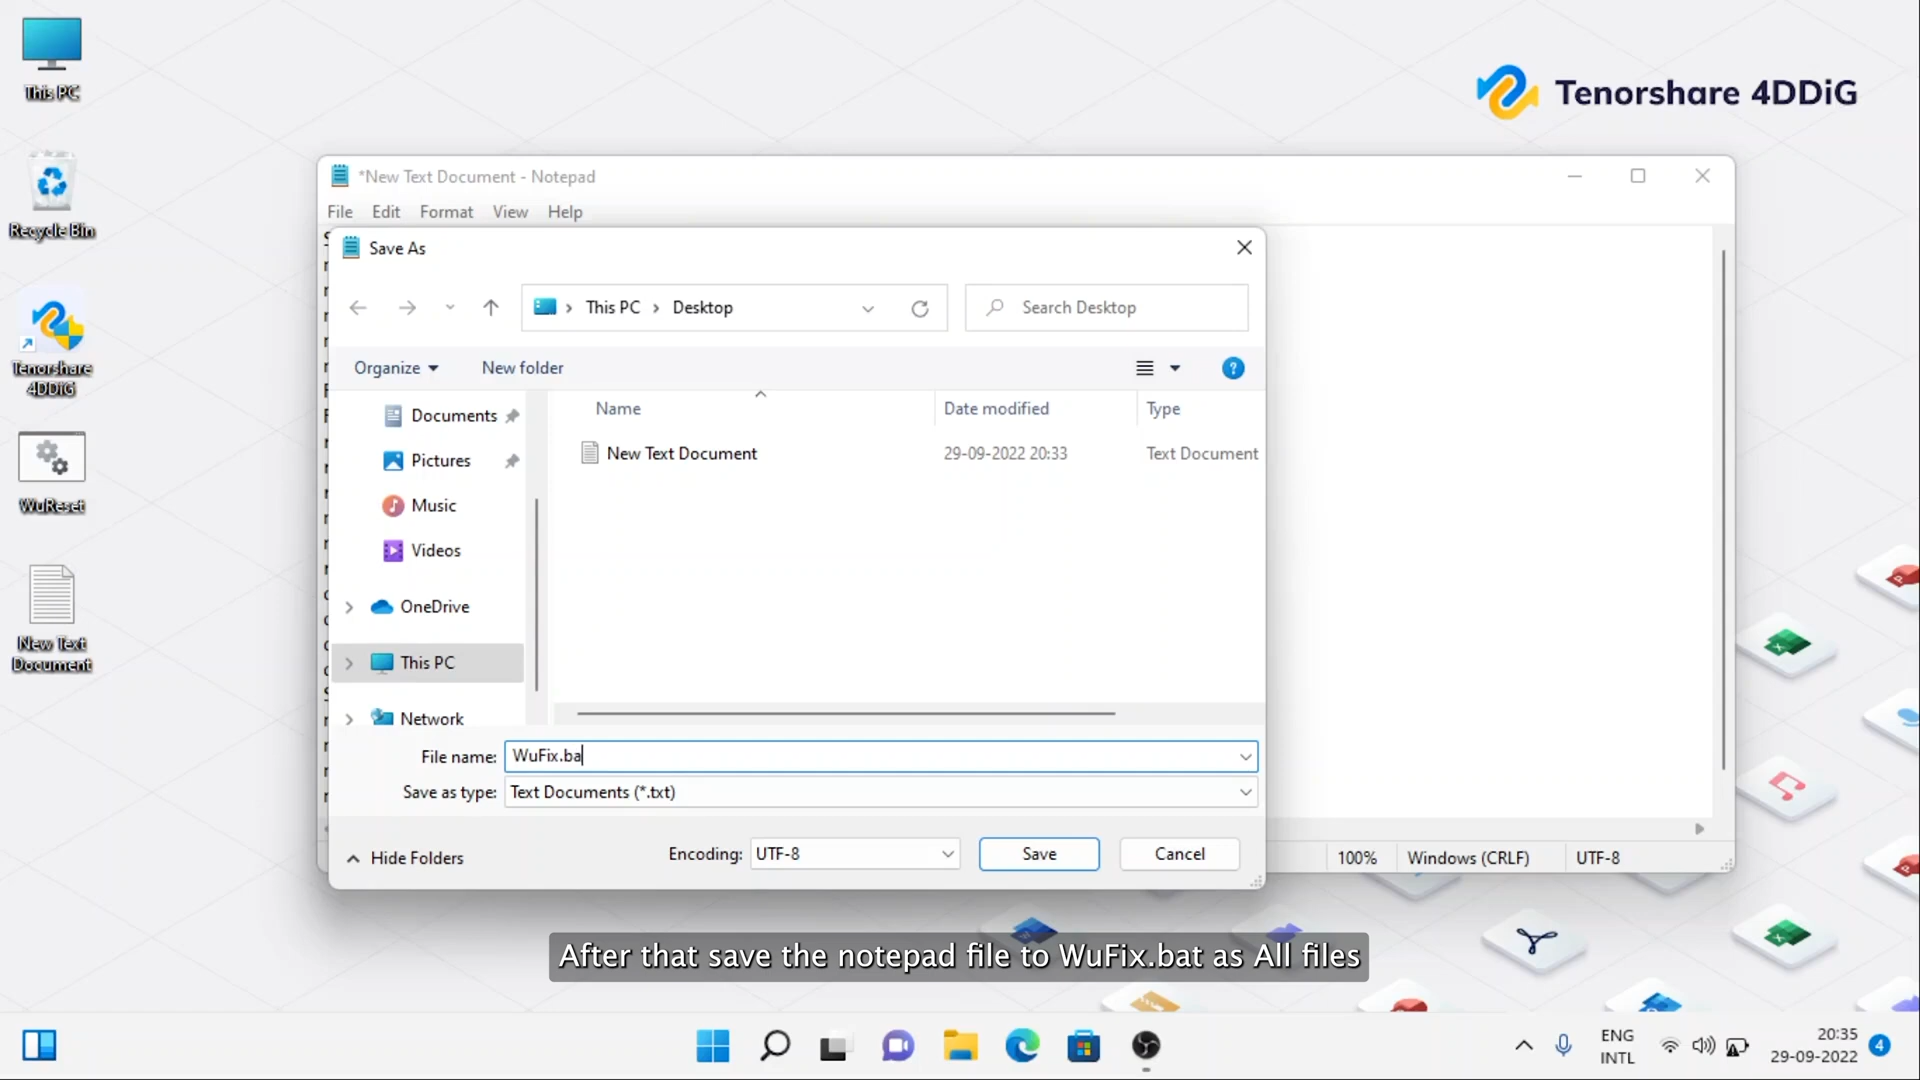 This PC
Recycle Bin
Tenorshare
4DDiG
WuReset
New Text
Document
Tenorshare 4DDiG
*New Text Document - Notepad
File Edit Format View Help
Save As
This PC > Desktop
Search Desktop
Organize New folder
Name Date modified Type
Documents
Pictures
Music
Videos
OneDrive
This PC
Network
New Text Document 29-09-2022 20:33 Text Document
File name: WuFix.ba
Save as type: Text Documents (*.txt)
Hide Folders
Encoding: UTF-8 Save Cancel
100% Windows (CRLF) UTF-8
After that save the notepad file to WuFix.bat as All files
ENG
INTL
20:35
29-09-2022
4